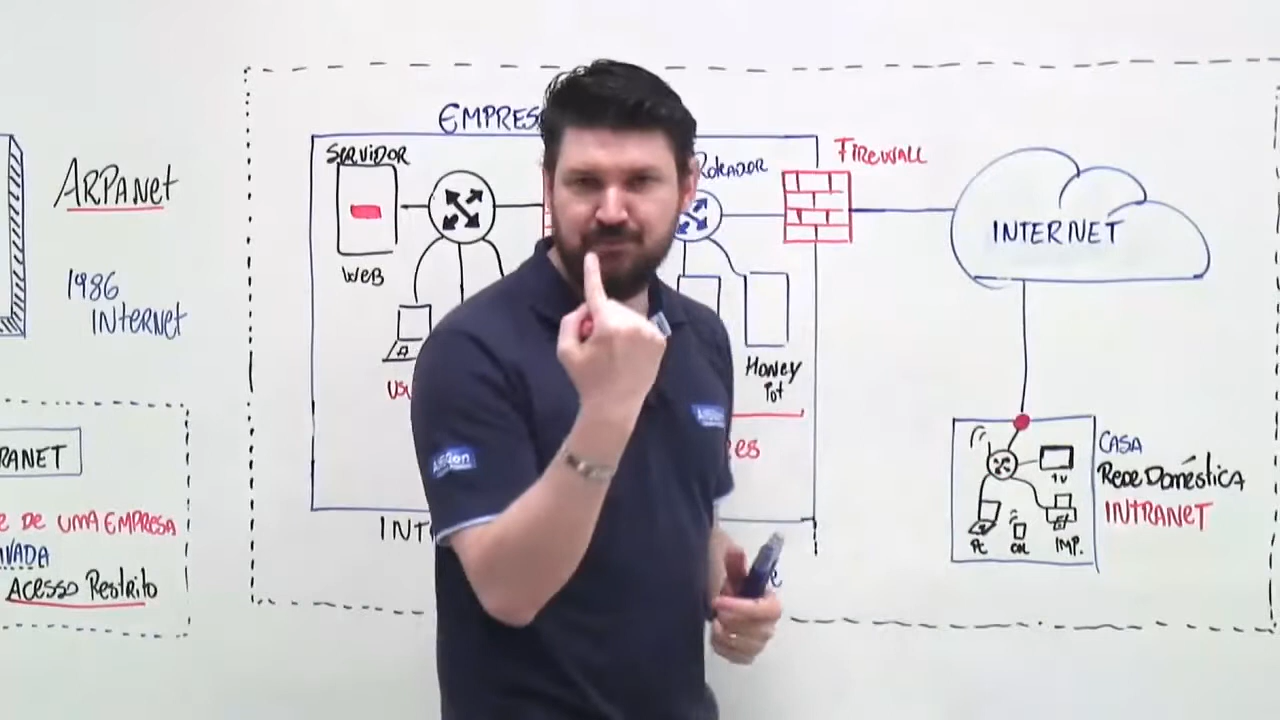 ARPANET
1986
INTERNET
RANET
E DE UMA EMPRESA
VADA
ACESSO RESTRITO
EMPRES
SERVIDOR
WEB
US
INT
ROTEADOR
FIREWALL
HONEY
POT
es
INTERNET
CASA
REDE DOMÉSTICA
INTRANET
TV
PC
CEL
IMP.